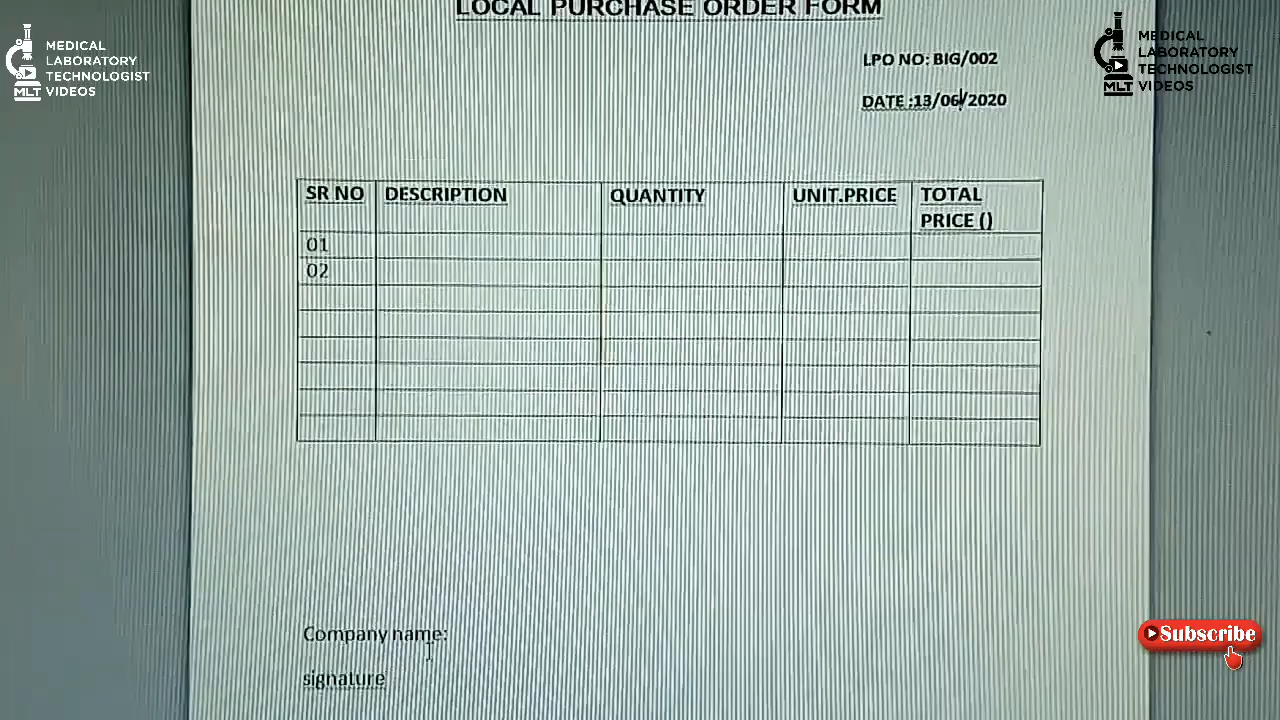 LOCAL PURCHASE ORDER FORM
MEDICAL
LABORATORY
TECHNOLOGIST
VIDEOS
MLT
MEDICAL
LABORATORY
TECHNOLOGIST
VIDEOS
MLT
LPO NO: BIG/002
DATE :13/06/2020
SR NO DESCRIPTION QUANTITY UNIT.PRICE TOTAL
PRICE ()
01
02
Company name:
signature
Subscribe